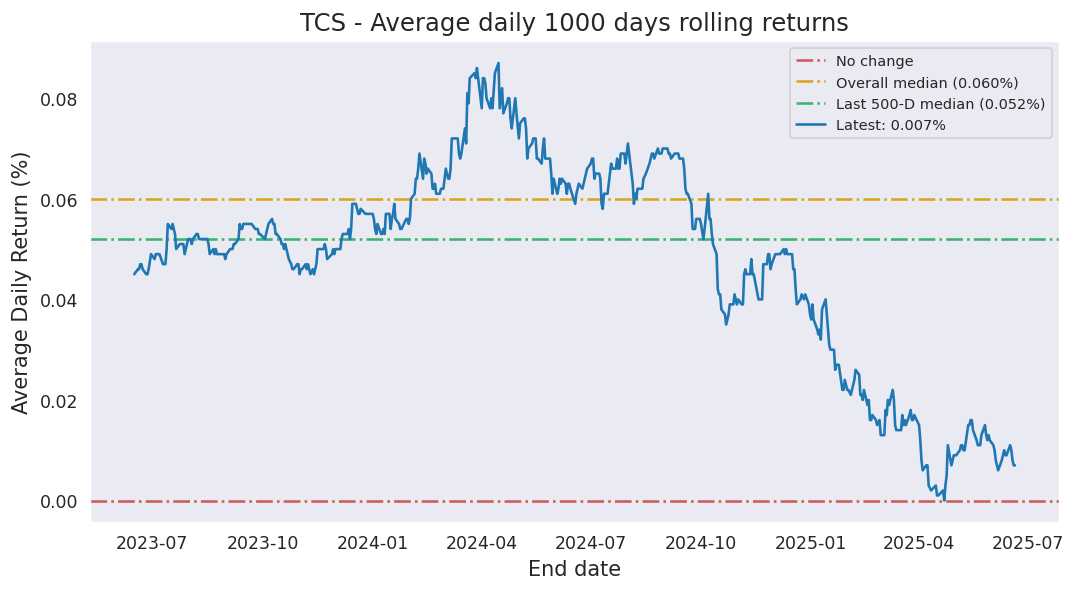 TCS - Average daily 1000 days rolling returns
No change
Overall median (0.060%)
Last 500-D median (0.052%)
Latest: 0.007%
Average Daily Return (%)
0.08
0.06
0.04
0.02
0.00
2023-07 2023-10 2024-01 2024-04 2024-07 2024-10 2025-01 2025-04 2025-07
End date